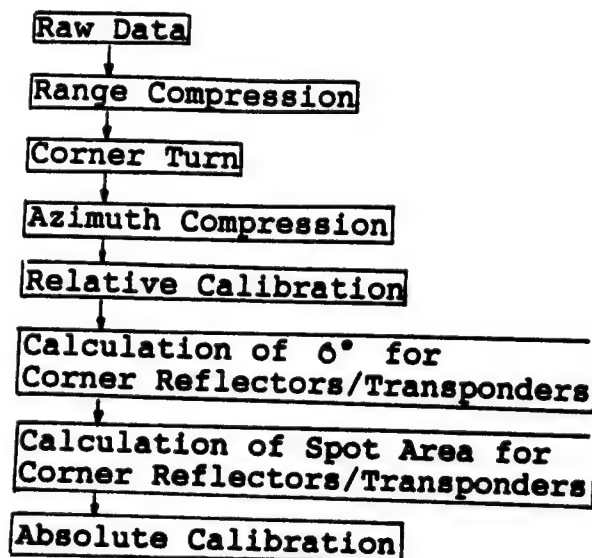 Raw Data
Range Compression
Corner Turn
Azimuth Compression
Relative Calibration
Calculation of б° for
Corner Reflectors/Transponders
Calculation of Spot Area for
Corner Reflectors/Transponders
Absolute Calibration